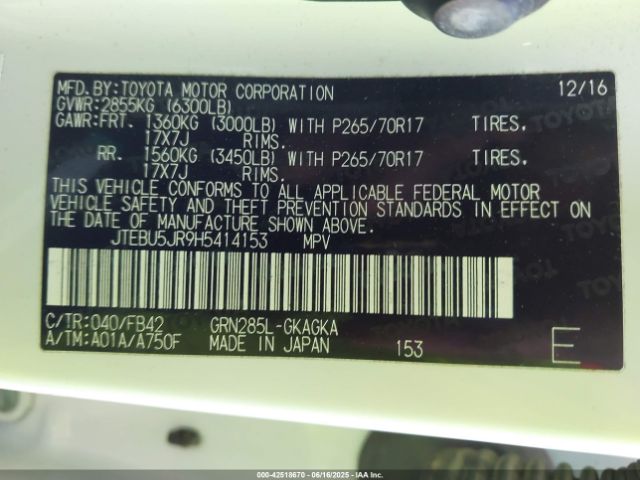 MFD.BY:TOYOTA MOTOR CORPORATION 12/16
GVWR:2855KG (6300LB)
GAWR:FRT. 1360KG (3000LB) WITH P265/70R17 TIRES,
17X7J RIMS.
RR. 1560KG (3450LB) WITH P265/70R17 TIRES,
17X7J RIMS.
THIS VEHICLE CONFORMS TO ALL APPLICABLE FEDERAL MOTOR
VEHICLE SAFETY AND THEFT PREVENTION STANDARDS IN EFFECT ON
THE DATE OF MANUFACTURE SHOWN ABOVE.
JTEBU5JR9H5414153 MPV
C/TR:040/FB42 GRN285L-GKAGKA
A/TM:A01A/A750F MADE IN JAPAN 153 E
000-42518670 - 06/16/2025 - IAA Inc.